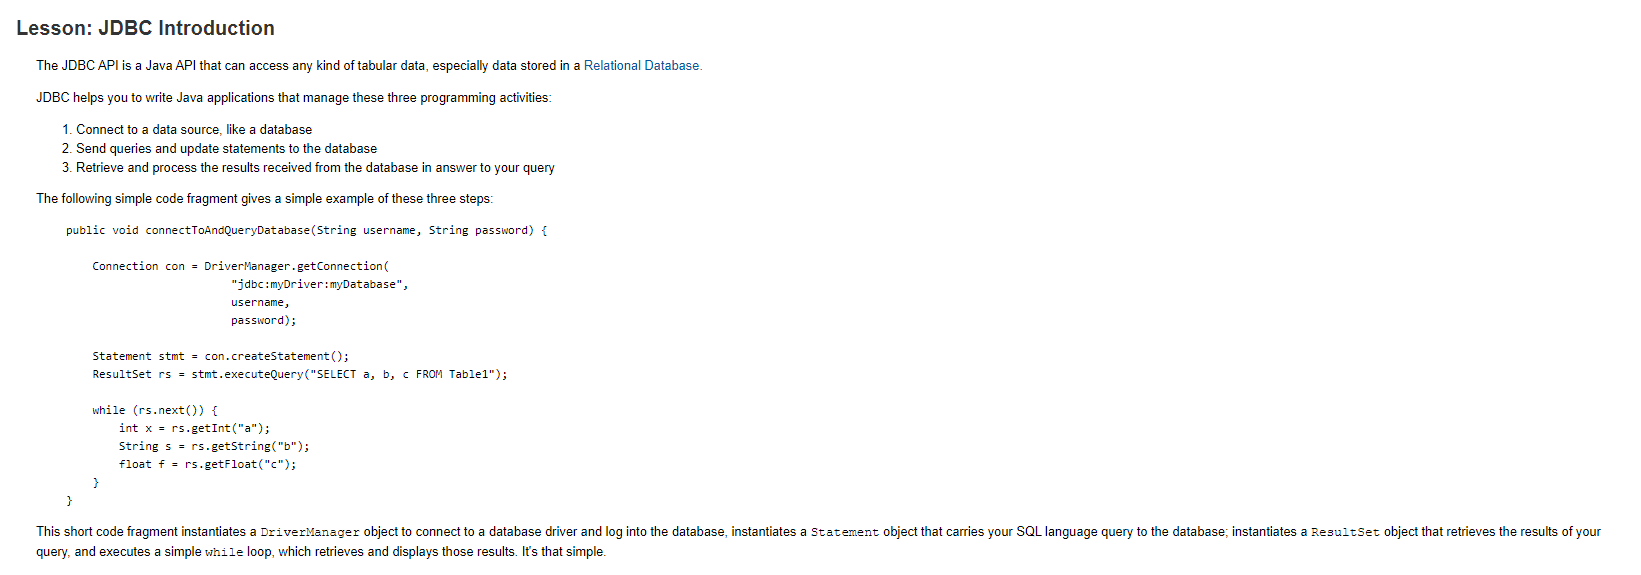 Lesson: JDBC Introduction
The JDBC API is a Java API that can access any kind of tabular data, especially data stored in a Relational Database.
JDBC helps you to write Java applications that manage these three programming activities:
1. Connect to a data source, like a database
2. Send queries and update statements to the database
3. Retrieve and process the results received from the database in answer to your query
The following simple code fragment gives a simple example of these three steps:
public void connectToAndQueryDatabase(String username, String password) {
Connection con = DriverManager.getConnection(
"jdbc:myDriver:myDatabase",
username,
password);
Statement stmt = con.createStatement();
ResultSet rs = stmt.executeQuery("SELECT a, b, c FROM Table1");
while (rs.next()) {
int x = rs.getInt("a");
String s = rs.getString("b");
float f = rs.getFloat("c");
}
}
This short code fragment instantiates a DriverManager object to connect to a database driver and log into the database, instantiates a Statement object that carries your SQL language query to the database; instantiates a ResultSet object that retrieves the results of your
query, and executes a simple while loop, which retrieves and displays those results. It's that simple.